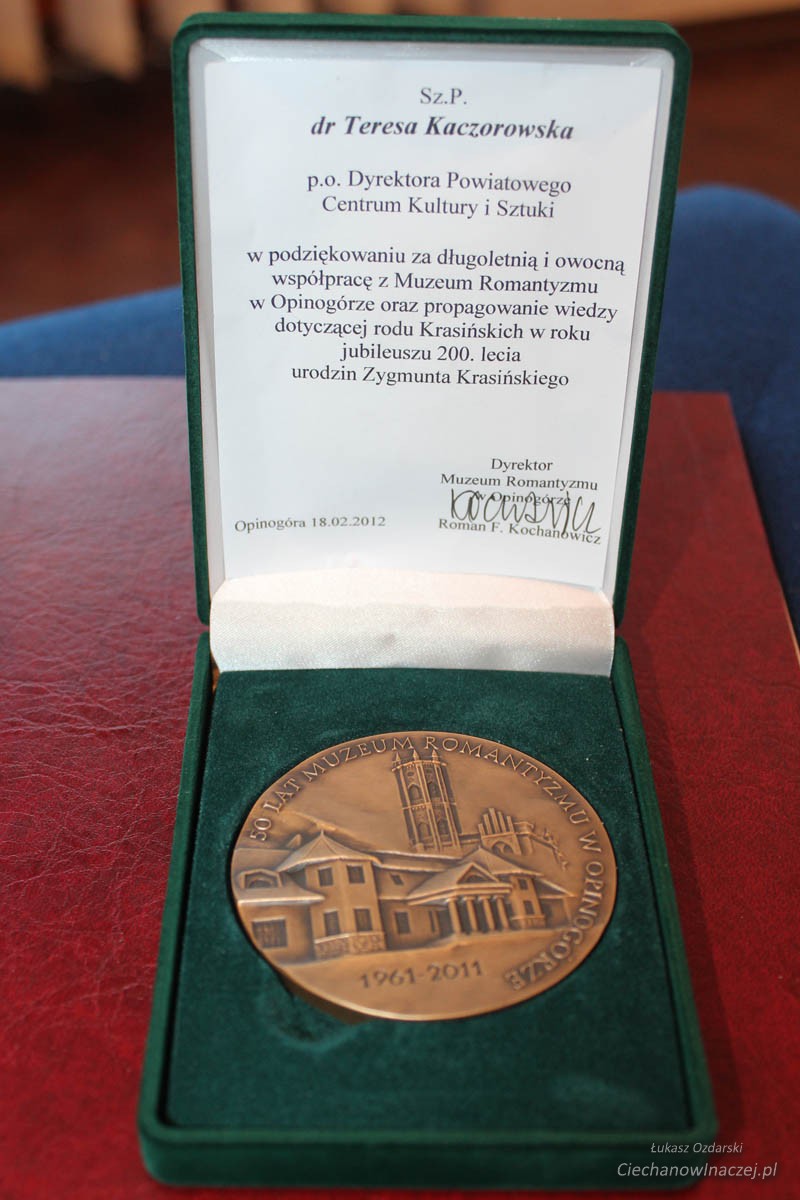 Sz.P.
dr Teresa Kaczorowska
p.o. Dyrektora Powiatowego
Centrum Kultury i Sztuki
w podziękowaniu za długoletnią i owocną
współpracę z Muzeum Romantyzmu
w Opinogórze oraz propagowanie wiedzy
dotyczącej rodu Krasińskich w roku
jubileuszu 200. lecia
urodzin Zygmunta Krasińskiego
Dyrektor
Muzeum Romantyzmu
w Opinogórze
Roman F. Kochanowicz
Opinogóra 18.02.2012
50 LAT MUZEUM ROMANTYZMU W OPINOGÓRZE
1961-2011
Łukasz Ozdarski
CiechanowInaczej.pl